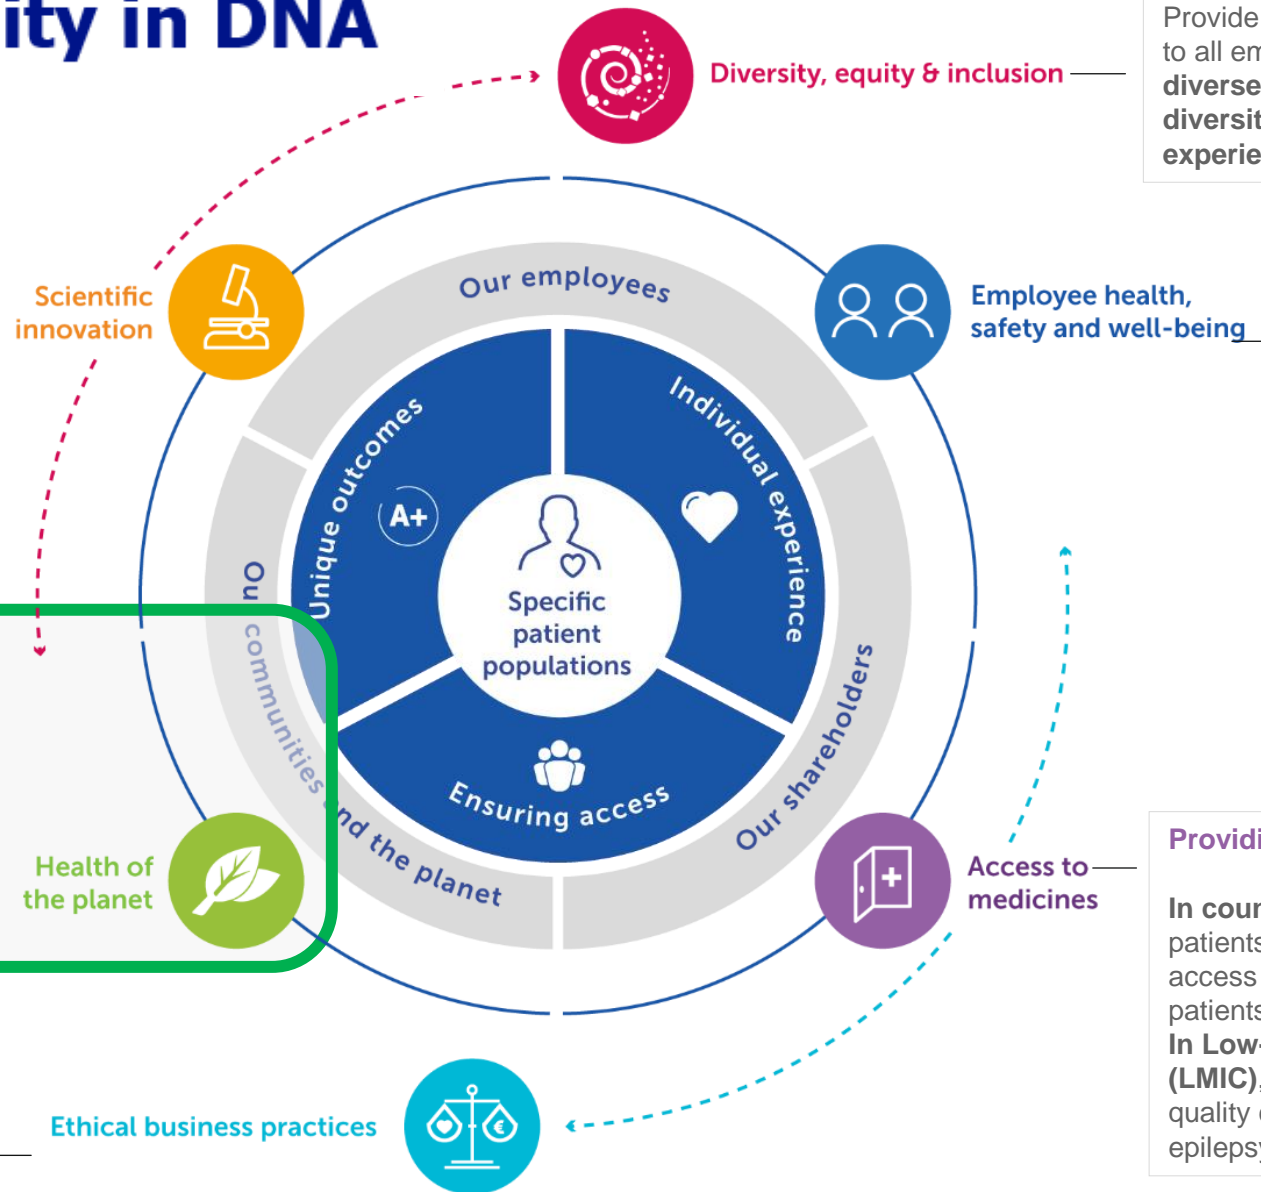 ity in DNA
Diversity, equity & inclusion
Provide
to all em
diverse
diversit
experie
Scientific
innovation
Employee health,
safety and well-being
Our employees
Unique outcomes
A+
Individual experience
Specific
patient
populations
Ensuring access
Our communities and the planet
Our shareholders
Health of
the planet
Access to
medicines
Providi
In coun
patients
access
patients
In Low-
(LMIC),
quality
epilepsy
Ethical business practices
€